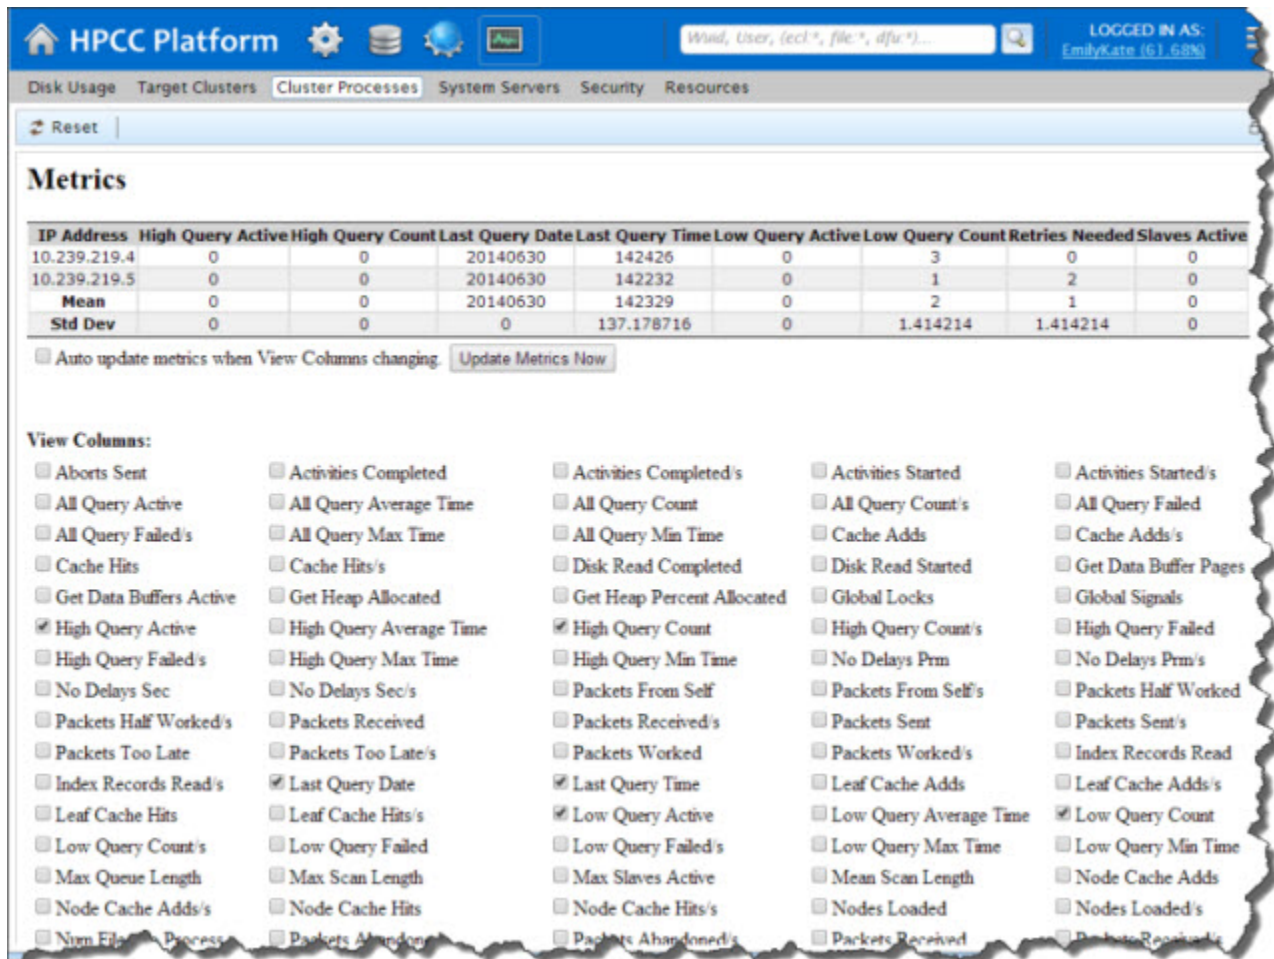 HPCC Platform Wuid, User, (ecl:*, file:*, dfu:*)... LOGGED IN AS:
EmilyKate (61.68%)
Disk Usage Target Clusters Cluster Processes System Servers Security Resources
Reset
Metrics
IP Address High Query Active High Query Count Last Query Date Last Query Time Low Query Active Low Query Count Retries Needed Slaves Active
10.239.219.4 0 0 20140630 142426 0 3 0 0
10.239.219.5 0 0 20140630 142232 0 1 2 0
Mean 0 0 20140630 142329 0 2 1 0
Std Dev 0 0 0 137.178716 0 1.414214 1.414214 0
Auto update metrics when View Columns changing. Update Metrics Now
View Columns:
Aborts Sent Activities Completed Activities Completed/s Activities Started Activities Started/s
All Query Active All Query Average Time All Query Count All Query Count/s All Query Failed
All Query Failed/s All Query Max Time All Query Min Time Cache Adds Cache Adds/s
Cache Hits Cache Hits/s Disk Read Completed Disk Read Started Get Data Buffer Pages
Get Data Buffers Active Get Heap Allocated Get Heap Percent Allocated Global Locks Global Signals
High Query Active High Query Average Time High Query Count High Query Count/s High Query Failed
High Query Failed/s High Query Max Time High Query Min Time No Delays Prm No Delays Prm/s
No Delays Sec No Delays Sec/s Packets From Self Packets From Self/s Packets Half Worked
Packets Half Worked/s Packets Received Packets Received/s Packets Sent Packets Sent/s
Packets Too Late Packets Too Late/s Packets Worked Packets Worked/s Index Records Read
Index Records Read/s Last Query Date Last Query Time Leaf Cache Adds Leaf Cache Adds/s
Leaf Cache Hits Leaf Cache Hits/s Low Query Active Low Query Average Time Low Query Count
Low Query Count/s Low Query Failed Low Query Failed/s Low Query Max Time Low Query Min Time
Max Queue Length Max Scan Length Max Slaves Active Mean Scan Length Node Cache Adds
Node Cache Adds/s Node Cache Hits Node Cache Hits/s Nodes Loaded Nodes Loaded/s
Num Process Packets Packets Abandoned/s Packets Received Received/s